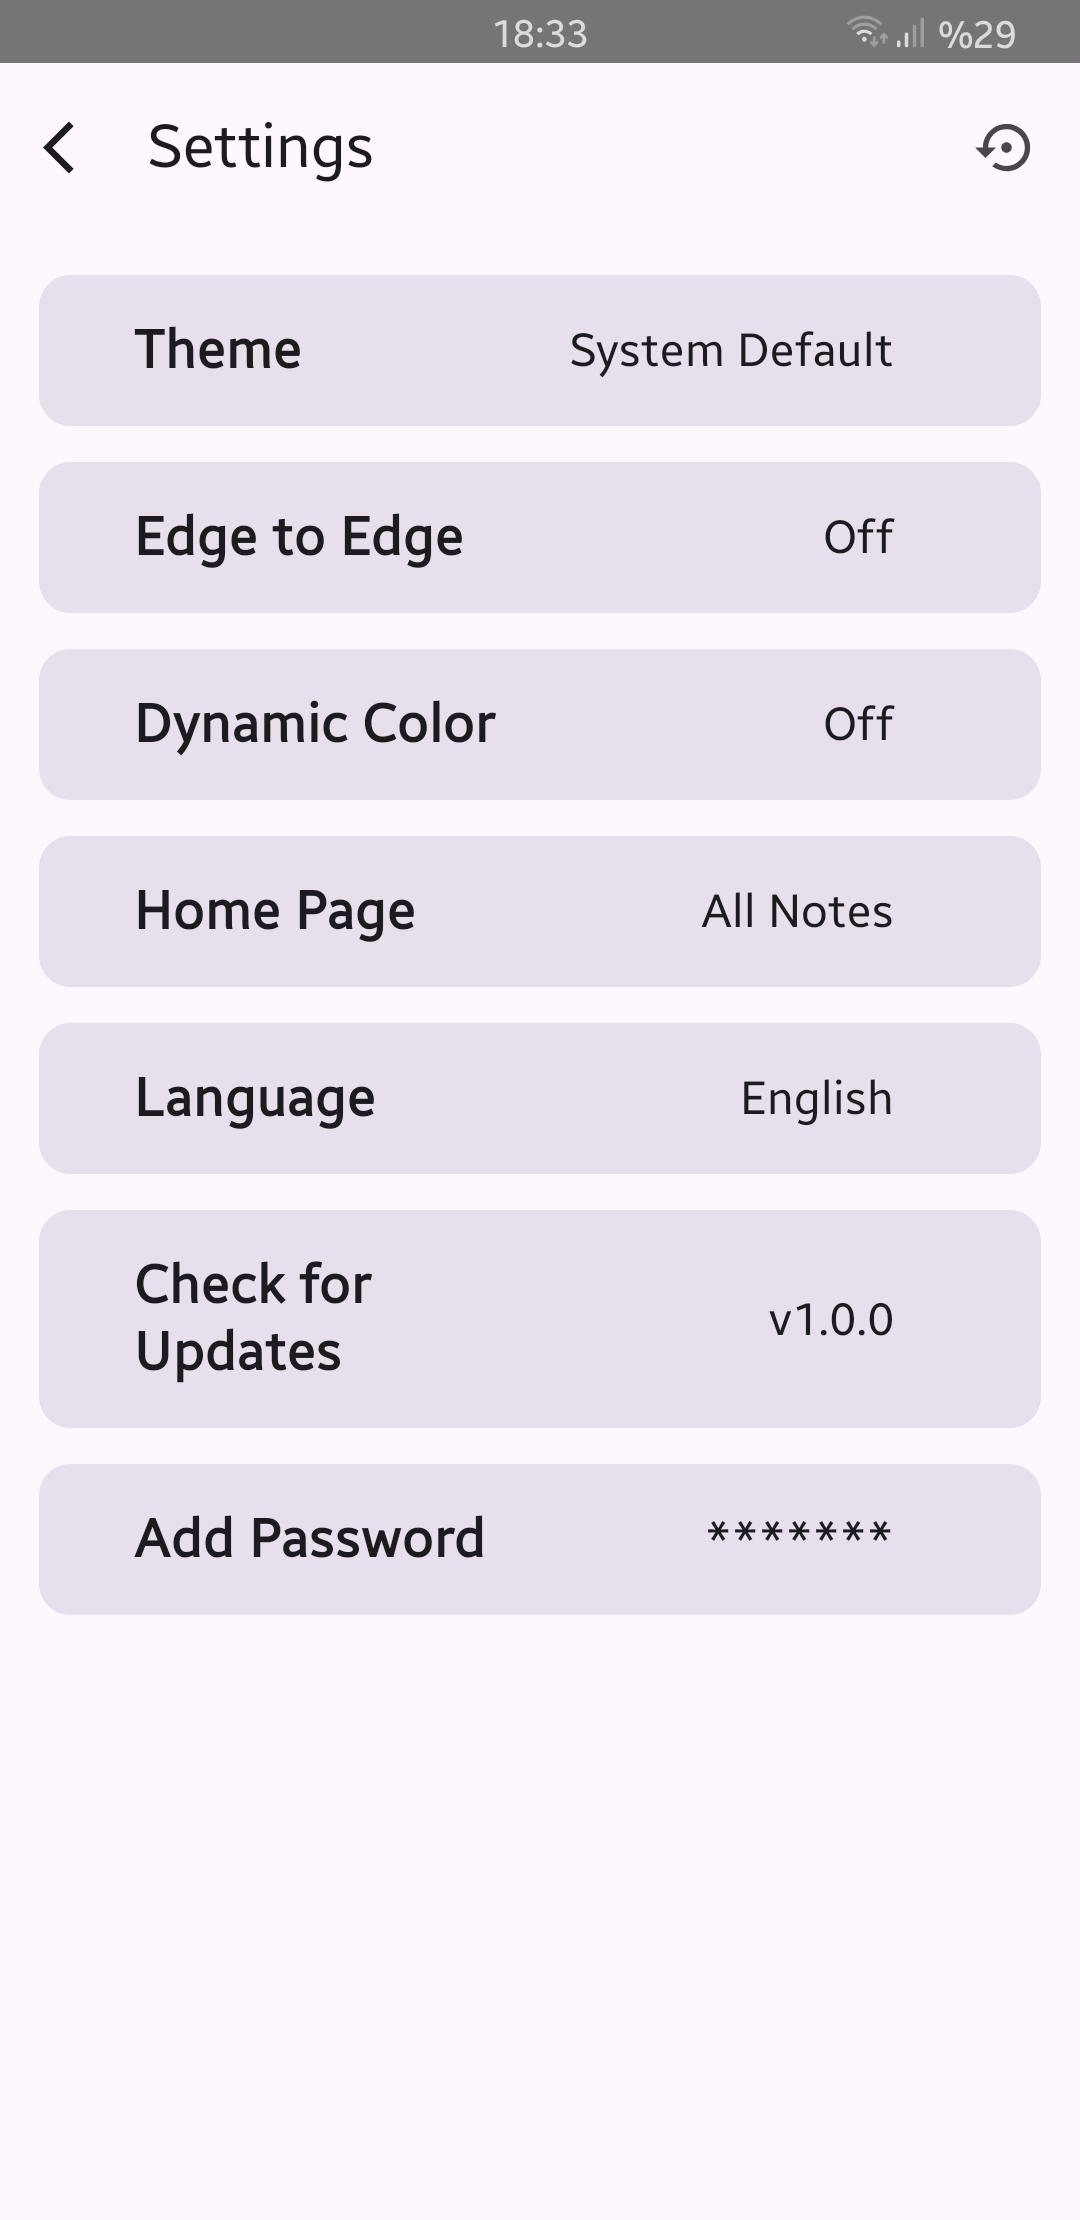 18:33 %29
Settings
Theme System Default
Edge to Edge Off
Dynamic Color Off
Home Page All Notes
Language English
Check for
Updates v1.0.0
Add Password *******